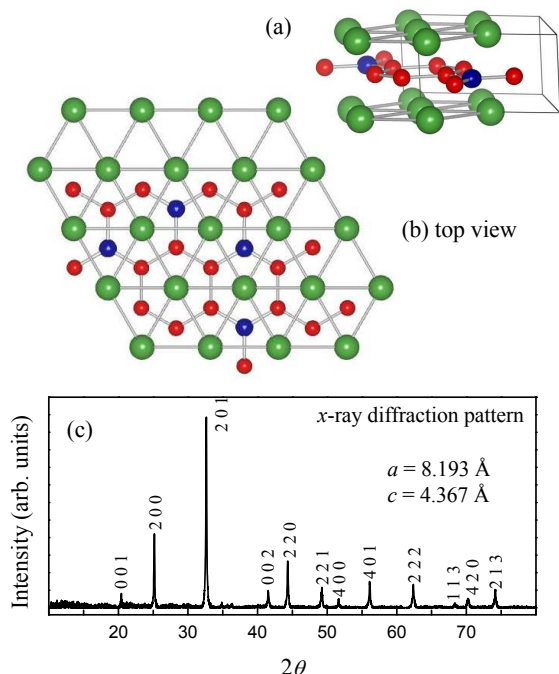 (a)
(b) top view
(c)
x-ray diffraction pattern
a = 8.193 Å
c = 4.367 Å
Intensity (arb. units)
0 0 1
2 0 0
2 0 1
0 0 2
2 2 0
2 2 1
4 0 0
4 0 1
2 2 2
1 1 3
4 2 0
2 1 3
20 30 40 50 60 70
2θ